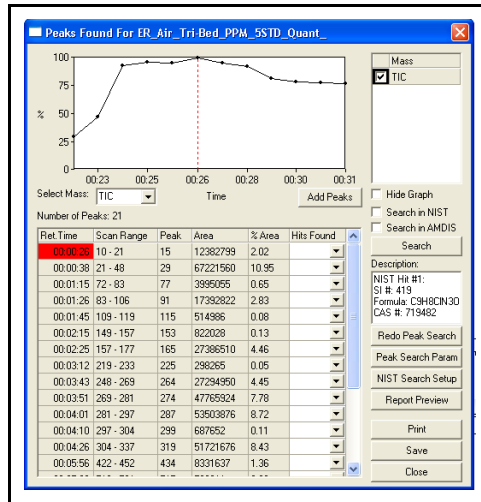 Peaks Found For ER_Air_Tri-Bed_PPM_5STD_Quant_
Mass
TIC
100
75
%
50
25
0
00:23 00:25 00:26 00:28 00:30 00:31
Select Mass: TIC Time Add Peaks
Number of Peaks: 21
Hide Graph
Search in NIST
Search in AMDIS
Search
Description:
NIST Hit #1:
SI #: 419
Formula: C9H8ClN3O
CAS #: 719482
Redo Peak Search
Peak Search Param
NIST Search Setup
Report Preview
Print
Save
Close
Ret.Time Scan Range Peak Area % Area Hits Found
00:00:26 10 - 21 15 12382799 2.02
00:00:38 21 - 48 29 67221560 10.95
00:01:15 72 - 83 77 3995055 0.65
00:01:26 83 - 106 91 17392822 2.83
00:01:45 109 - 119 115 514986 0.08
00:02:15 149 - 157 153 822028 0.13
00:02:25 157 - 177 165 27386510 4.46
00:03:12 219 - 233 225 298265 0.05
00:03:43 248 - 269 264 27294950 4.45
00:03:51 269 - 281 274 47765924 7.78
00:04:01 281 - 297 287 53503876 8.72
00:04:10 297 - 304 299 687652 0.11
00:04:26 304 - 337 319 51721676 8.43
00:05:56 422 - 452 434 8331637 1.36